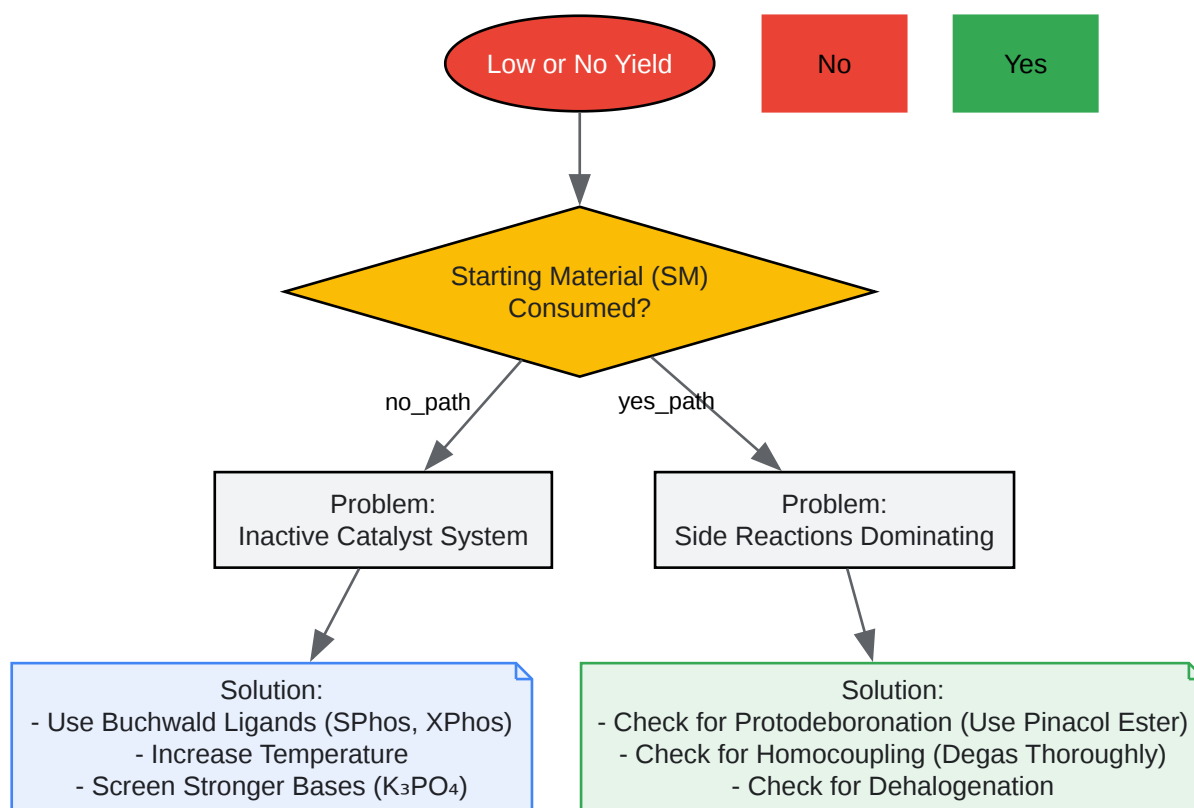 Low or No Yield
No
Yes
Starting Material (SM)
Consumed?
no_path
yes_path
Problem:
Inactive Catalyst System
Problem:
Side Reactions Dominating
Solution:
- Use Buchwald Ligands (SPhos, XPhos)
- Increase Temperature
- Screen Stronger Bases (K₃PO₄)
Solution:
- Check for Protodeboronation (Use Pinacol Ester)
- Check for Homocoupling (Degas Thoroughly)
- Check for Dehalogenation